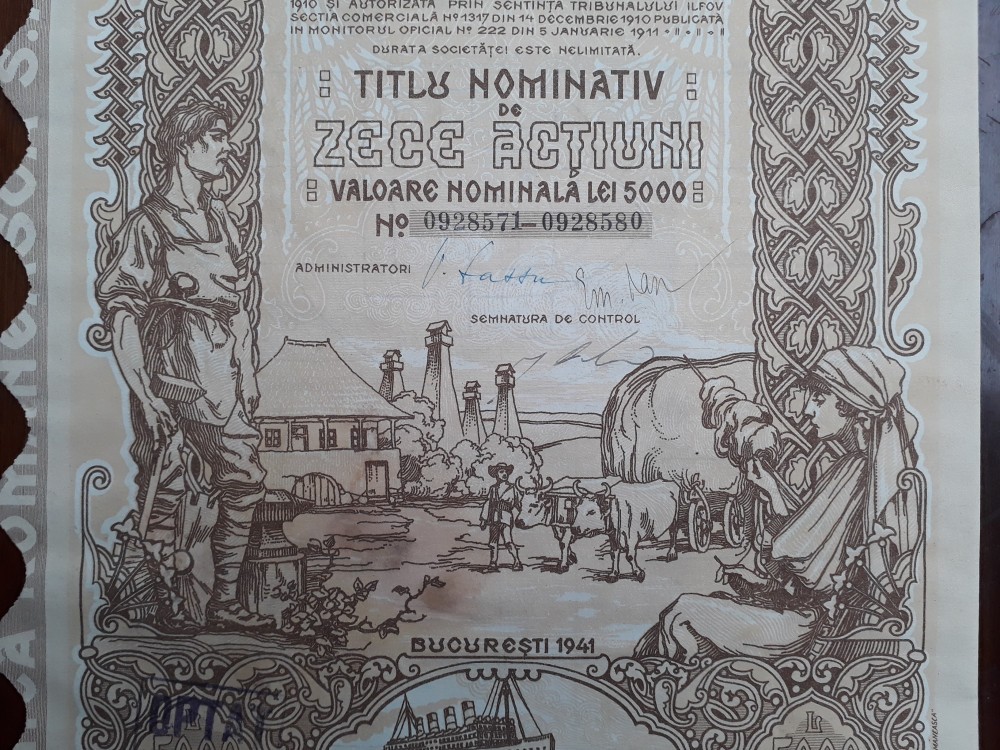 1910 ȘI AUTORIZATA PRIN SENTINȚA TRIBUNALULUI ILFOV
SECȚIA COMERCIALĂ Nº 1317 DIN 14 DECEMBRIE 1910 PUBLICATĂ
IN MONITORUL OFICIAL Nº 222 DIN 5 JANUARIE 1911
DURATA SOCIETĂȚEI ESTE NELIMITATĂ.
TITLU NOMINATIV
DE
ZECE ACȚIUNI
VALOARE NOMINALĂ LEI 5000
Nº 0928571-0928580
ADMINISTRATORI
SEMNATURA DE CONTROL
BUCUREȘTI 1941